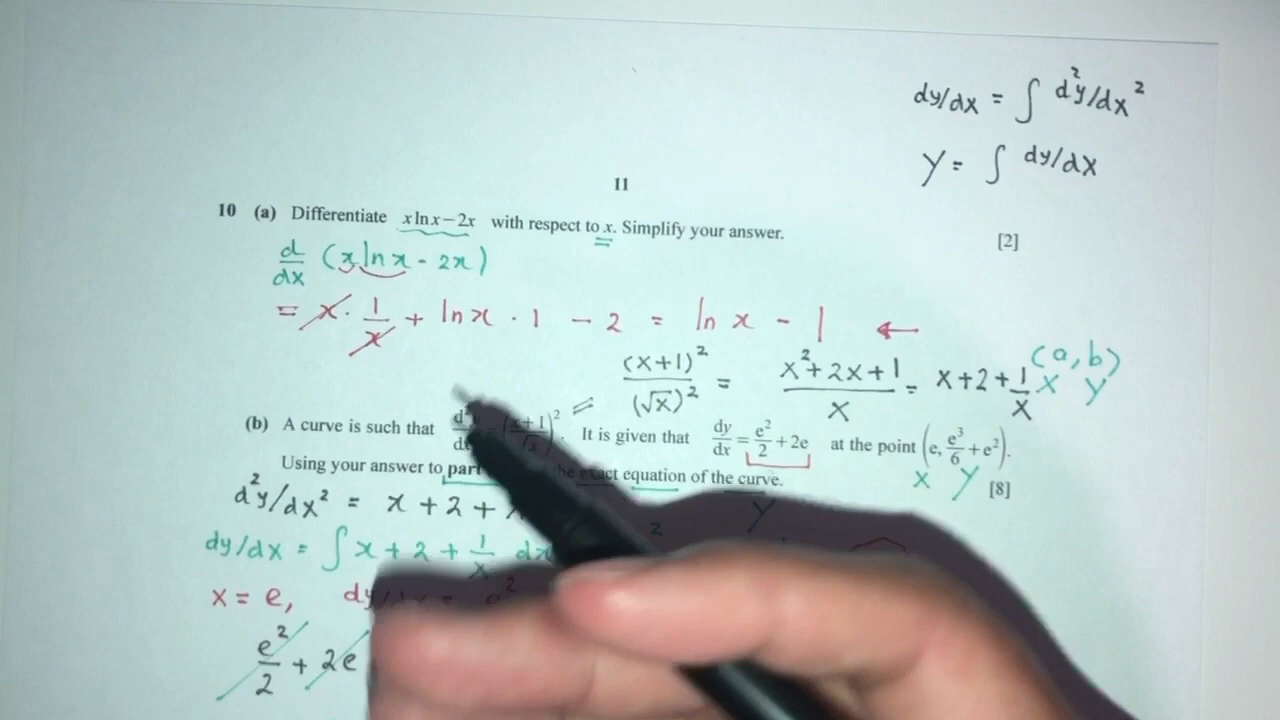 dy/dx = ∫ d²y/dx²
y = ∫ dy/dx
11
10 (a) Differentiate x ln x − 2x with respect to x. Simplify your answer. [2]
d/dx (x ln x - 2x)
= x · 1/x + ln x · 1 - 2 = ln x - 1 ←
(x+1)²/(√x)² = x²+2x+1/x = x+2+1/x
(a, b)
x y
(b) A curve is such that It is given that dy/dx = e²/2 + 2e at the point (e, e³/6 + e²).
Using your answer to part equation of the curve. [8]
x y
d²y/dx² = x + 2 +
y
dy/dx = ∫ x + 2 + 1/x dx
2
x = e,
e²/2 + 2e